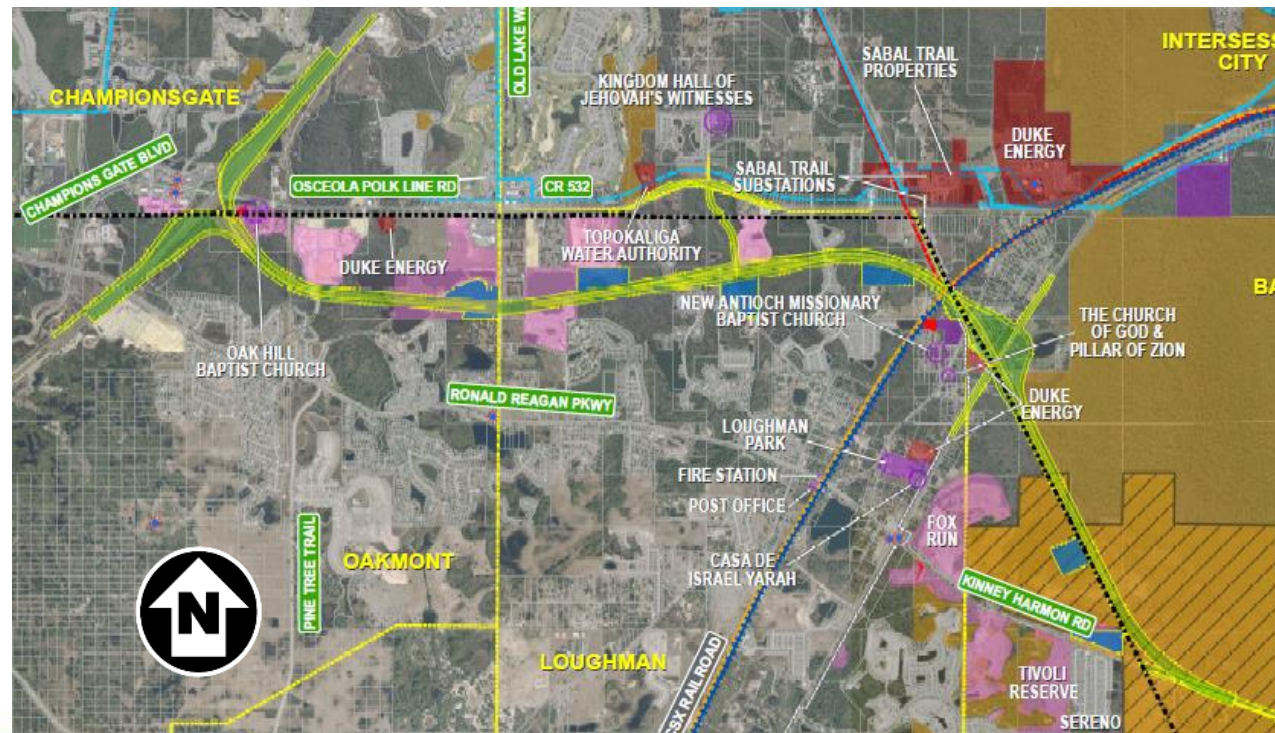 CHAMPIONSGATE
CHAMPIONS GATE BLVD
OSCEOLA POLK LINE RD
CR 532
KINGDOM HALL OF
JEHOVAH'S WITNESSES
SABAL TRAIL
PROPERTIES
DUKE
ENERGY
CITY
SABAL TRAIL
SUBSTATIONS
TOPOKALIGA
WATER AUTHORITY
DUKE ENERGY
OAK HILL
BAPTIST CHURCH
NEW ANTIOCH MISSIONARY
BAPTIST CHURCH
THE CHURCH
OF GOD &
PILLAR OF ZION
DUKE
ENERGY
RONALD REAGAN PKWY
LOUGHMAN
PARK
FIRE STATION
POST OFFICE
CASA DE
ISRAEL YARAH
FOX
RUN
KINNEY HARMON RD
PINE TREE TRAIL
OAKMONT
N
LOUGHMAN
RAILROAD
TIVOLI
RESERVE
SERENO
OLD LAKE